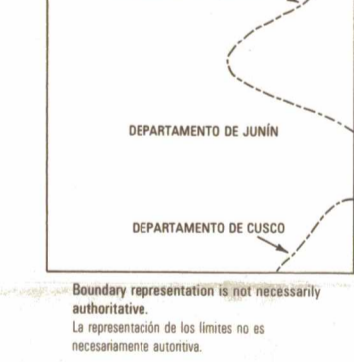 DEPARTAMENTO DE JUNÍN
DEPARTAMENTO DE CUSCO
Boundary representation is not necessarily
authoritative.
La representación de los límites no es
necesariamente autoritiva.